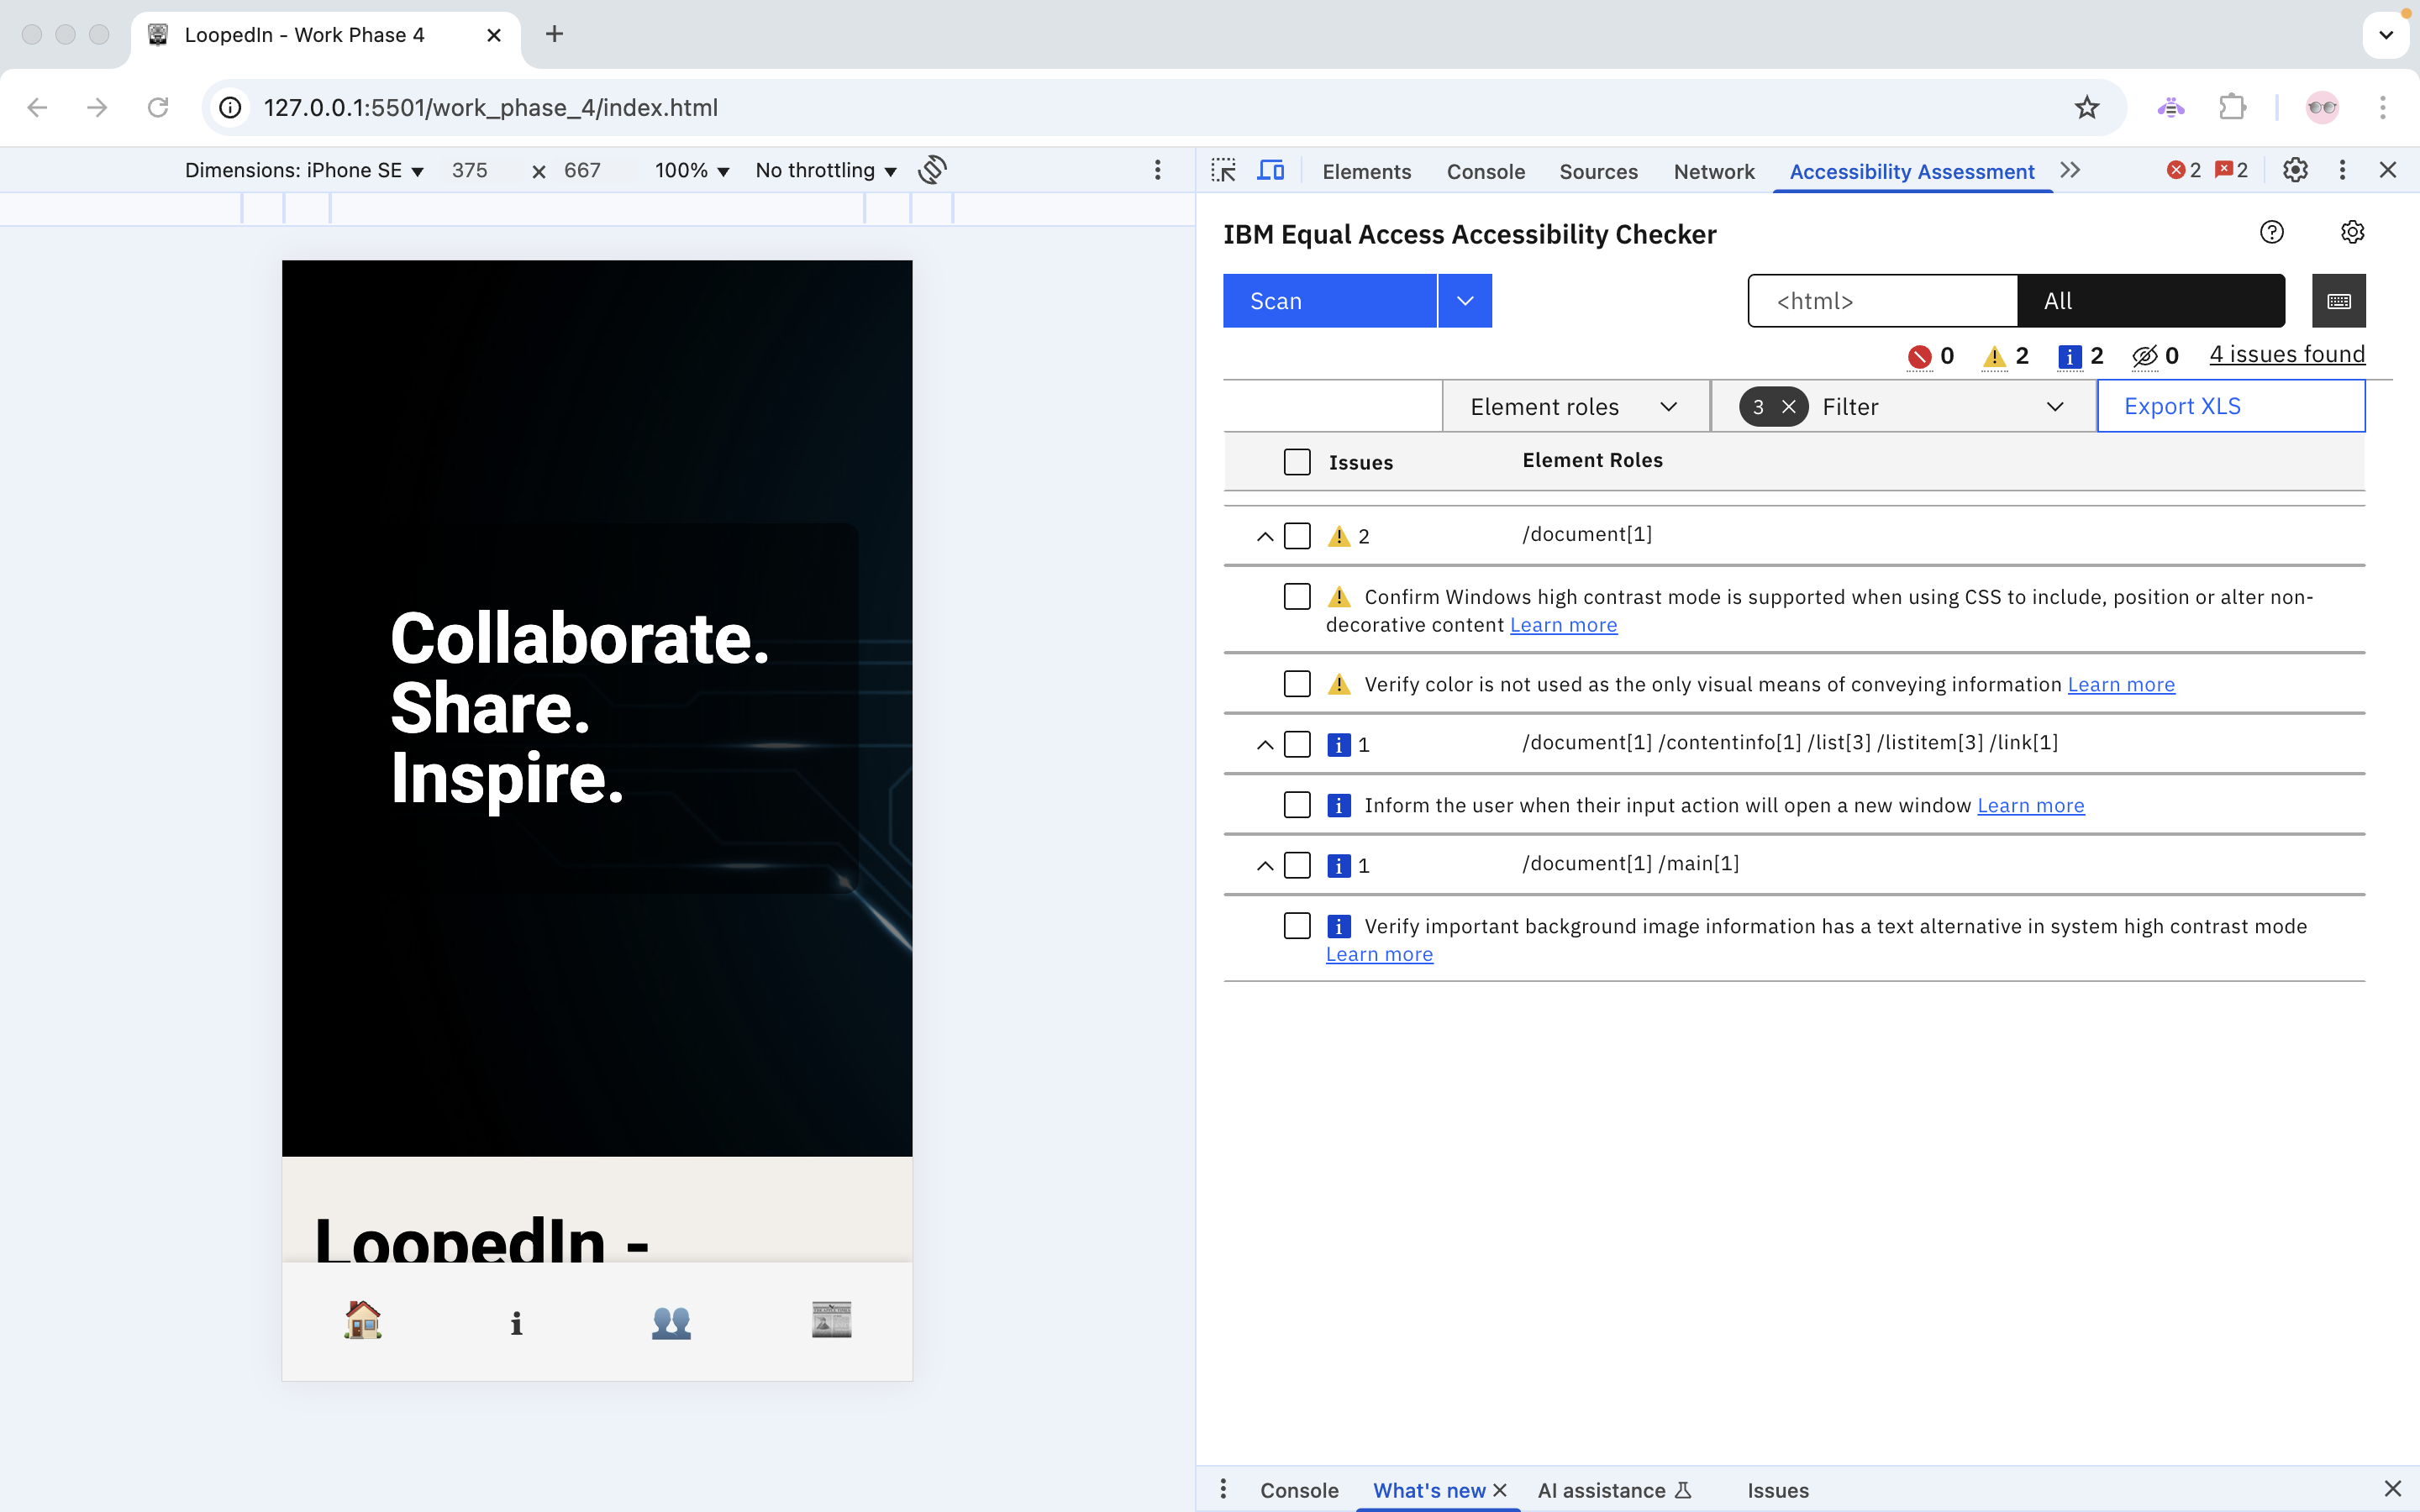 LoopedIn - Work Phase 4
127.0.0.1:5501/work_phase_4/index.html
Dimensions: iPhone SE 375 × 667 100% No throttling
Elements Console Sources Network Accessibility Assessment 2 2
IBM Equal Access Accessibility Checker
Scan <html> All
0 2 2 0 4 issues found
Element roles 3 Filter Export XLS
Issues Element Roles
2 /document[1]
Confirm Windows high contrast mode is supported when using CSS to include, position or alter non-
decorative content Learn more
Verify color is not used as the only visual means of conveying information Learn more
1 /document[1] /contentinfo[1] /list[3] /listitem[3] /link[1]
Inform the user when their input action will open a new window Learn more
1 /document[1] /main[1]
Verify important background image information has a text alternative in system high contrast mode
Learn more
Collaborate.
Share.
Inspire.
LoopedIn -
Console What's new AI assistance Issues